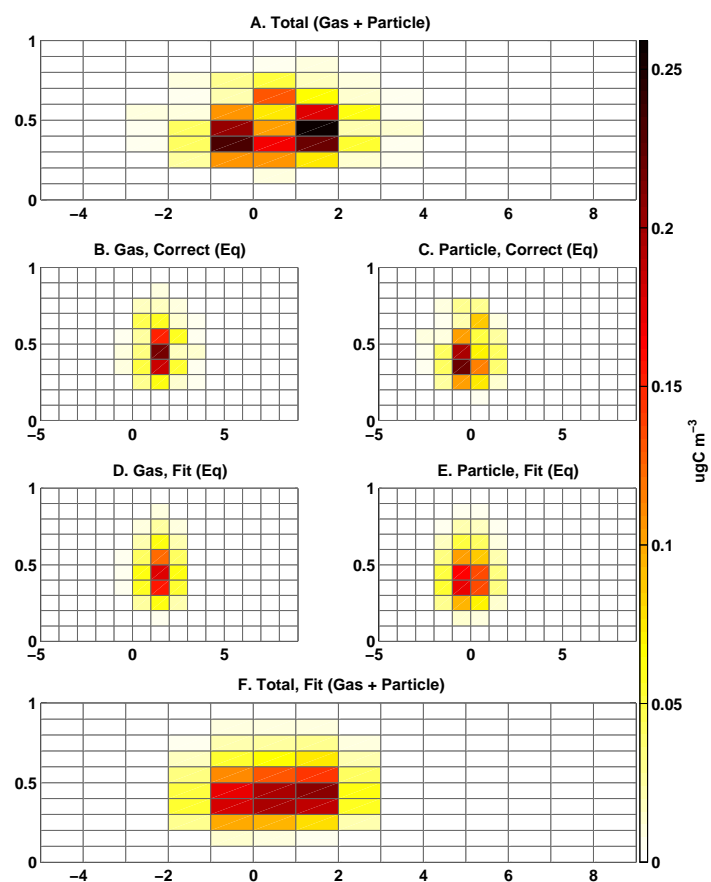 A. Total (Gas + Particle)
1
0.5
0
−4 −2 0 2 4 6 8
B. Gas, Correct (Eq)
1
0.5
0
−5 0 5
C. Particle, Correct (Eq)
1
0.5
0
−5 0 5
D. Gas, Fit (Eq)
1
0.5
0
−5 0 5
E. Particle, Fit (Eq)
1
0.5
0
−5 0 5
F. Total, Fit (Gas + Particle)
1
0.5
0
−4 −2 0 2 4 6 8
0.25
0.2
0.15
0.1
0.05
0
ugC m⁻³